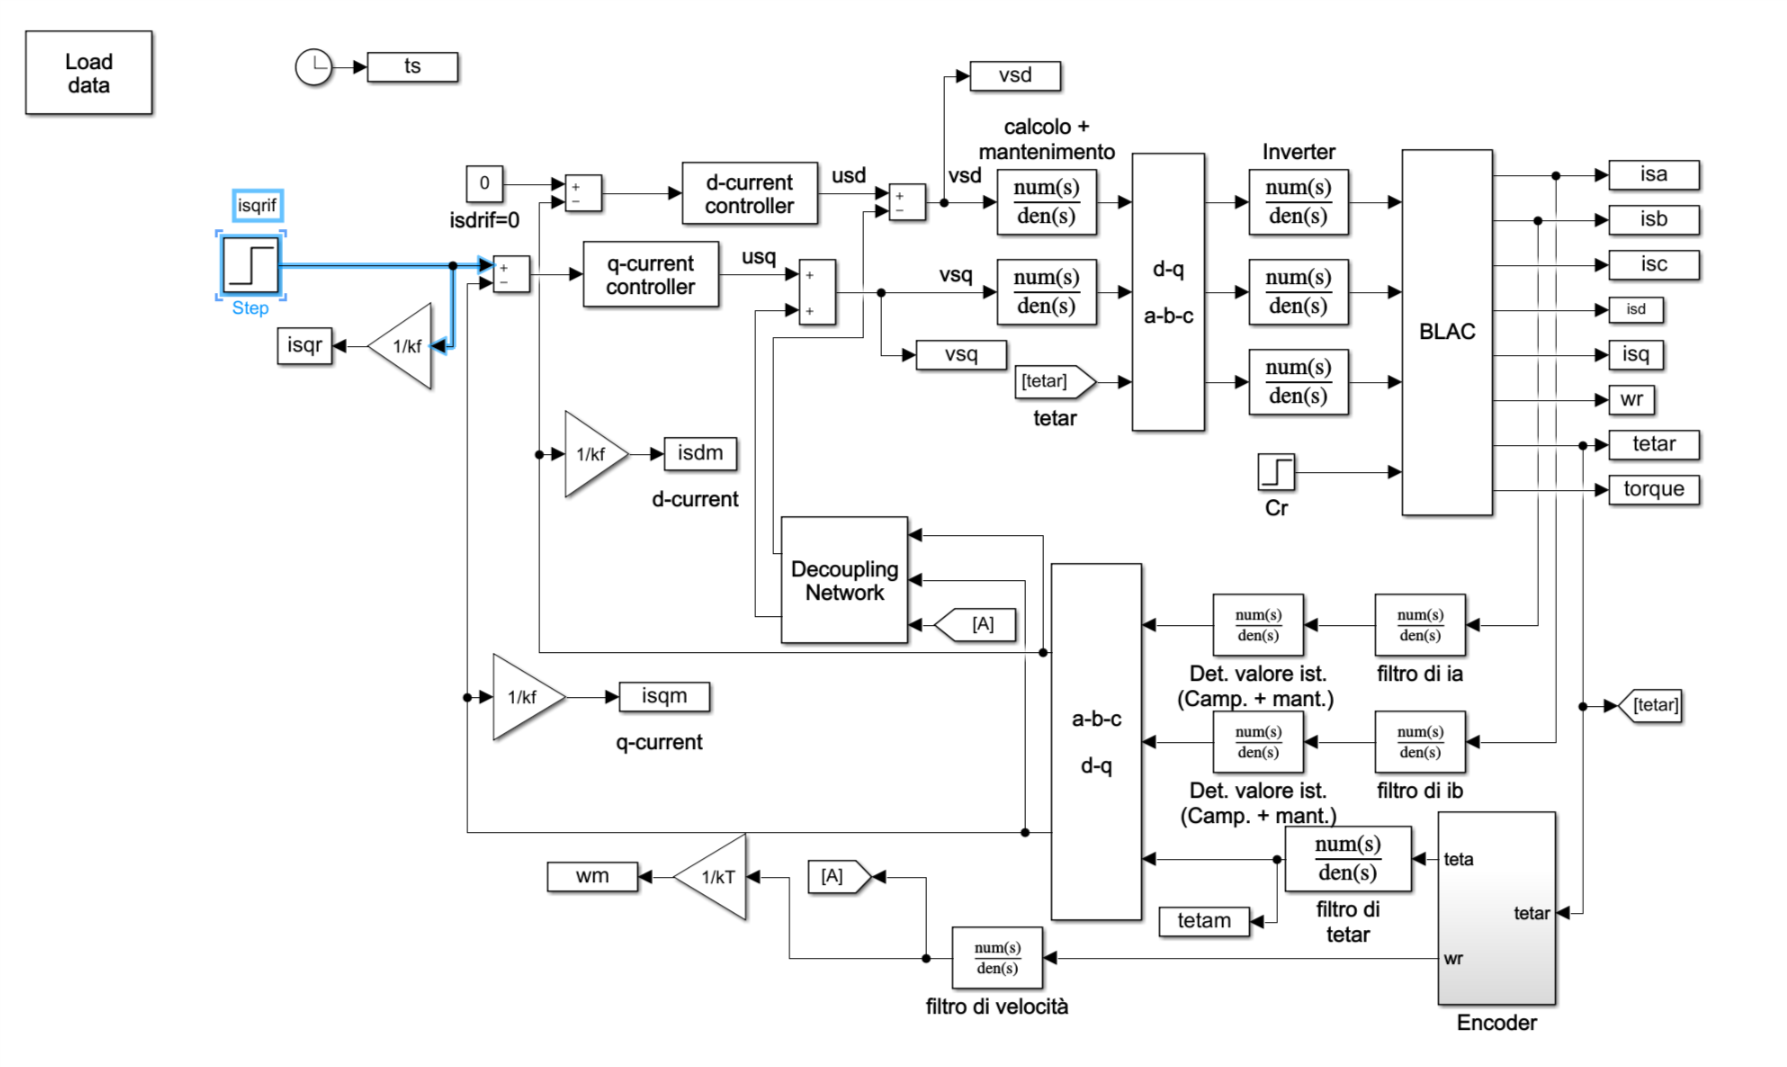 Load
data
ts
vsd
calcolo +
mantenimento
Inverter
isa
0
d-current
controller
usd
+
−
+
−
vsd
num(s)
den(s)
num(s)
den(s)
isqrif
isdrif=0
isb
+
−
q-current
controller
usq
+
+
vsq
num(s)
den(s)
d-q
a-b-c
num(s)
den(s)
isc
Step
isd
isqr
1/kf
vsq
BLAC
isq
[tetar]
tetar
num(s)
den(s)
wr
1/kf
isdm
d-current
tetar
Cr
torque
Decoupling
Network
[A]
num(s)
den(s)
num(s)
den(s)
Det. valore ist.
(Camp. + mant.)
filtro di ia
1/kf
isqm
q-current
a-b-c
d-q
[tetar]
num(s)
den(s)
num(s)
den(s)
Det. valore ist.
(Camp. + mant.)
filtro di ib
wm
1/kT
[A]
num(s)
den(s)
teta
filtro di
tetar
tetar
tetam
num(s)
den(s)
wr
filtro di velocità
Encoder